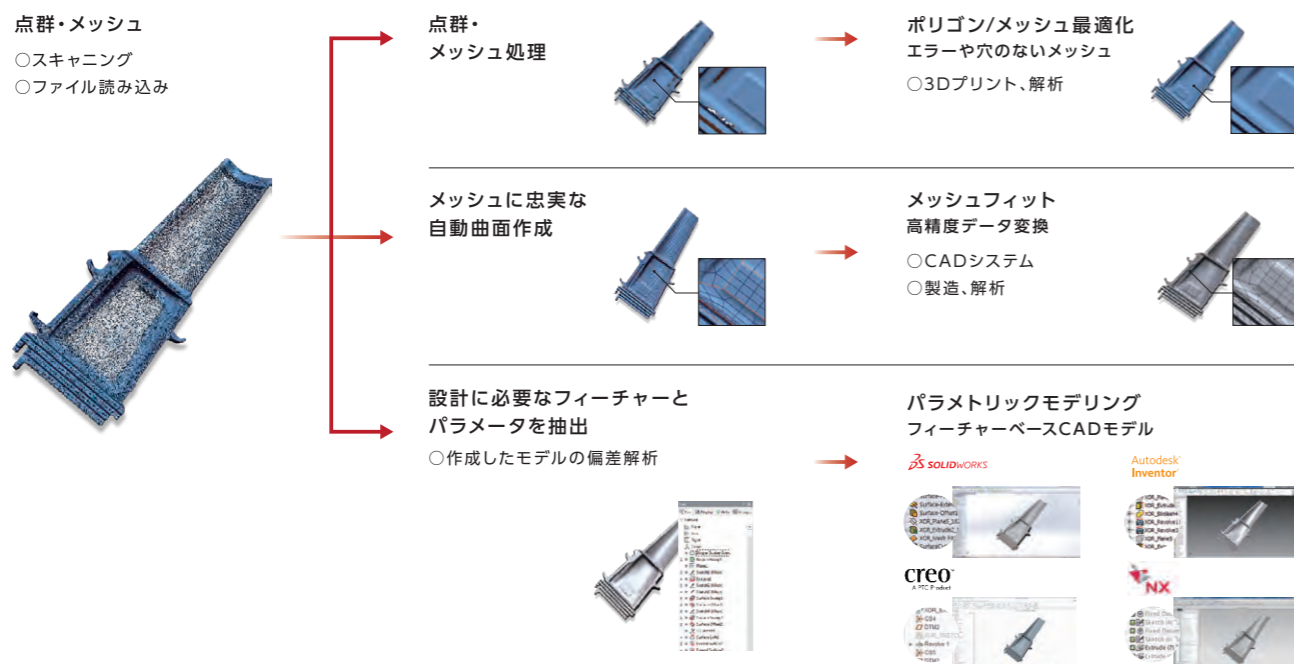 点群・メッシュ
○スキャニング
○ファイル読み込み
点群・
メッシュ処理
ポリゴン/メッシュ最適化
エラーや穴のないメッシュ
○3Dプリント、解析
メッシュに忠実な
自動曲面作成
メッシュフィット
高精度データ変換
○CADシステム
○製造、解析
設計に必要なフィーチャーと
パラメータを抽出
○作成したモデルの偏差解析
パラメトリックモデリング
フィーチャーベースCADモデル
SOLIDWORKS
Autodesk
Inventor
creo
A PTC Product
NX